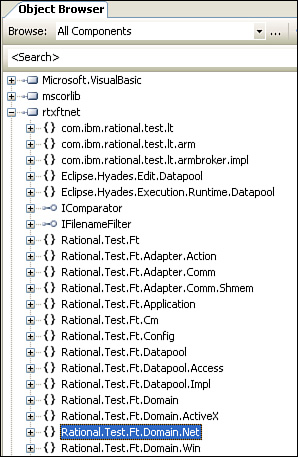 Object Browser
Browse: All Components ...
<Search>
Microsoft.VisualBasic
mscorlib
rtxftnet
{} com.ibm.rational.test.lt
{} com.ibm.rational.test.lt.arm
{} com.ibm.rational.test.lt.armbroker.impl
{} Eclipse.Hyades.Edit.Datapool
{} Eclipse.Hyades.Execution.Runtime.Datapool
IComparator
IFilenameFilter
{} Rational.Test.Ft
{} Rational.Test.Ft.Adapter.Action
{} Rational.Test.Ft.Adapter.Comm
{} Rational.Test.Ft.Adapter.Comm.Shmem
{} Rational.Test.Ft.Application
{} Rational.Test.Ft.Cm
{} Rational.Test.Ft.Config
{} Rational.Test.Ft.Datapool
{} Rational.Test.Ft.Datapool.Access
{} Rational.Test.Ft.Datapool.Impl
{} Rational.Test.Ft.Domain
{} Rational.Test.Ft.Domain.ActiveX
{} Rational.Test.Ft.Domain.Net
{} Rational.Test.Ft.Domain.Win